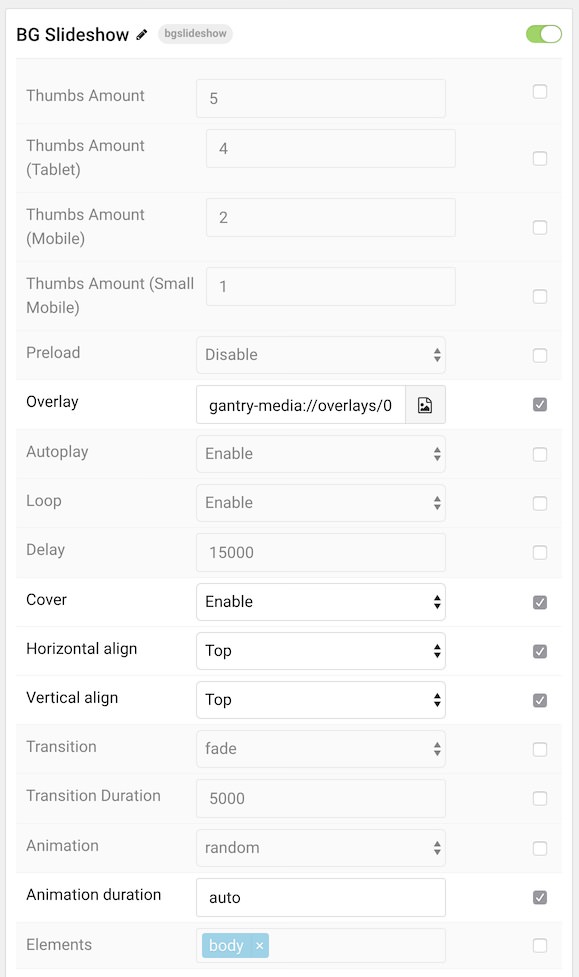 BG Slideshow bgslideshow
Thumbs Amount 5
Thumbs Amount
(Tablet) 4
Thumbs Amount
(Mobile) 2
Thumbs Amount (Small
Mobile) 1
Preload Disable
Overlay gantry-media://overlays/0
Autoplay Enable
Loop Enable
Delay 15000
Cover Enable
Horizontal align Top
Vertical align Top
Transition fade
Transition Duration 5000
Animation random
Animation duration auto
Elements body ×